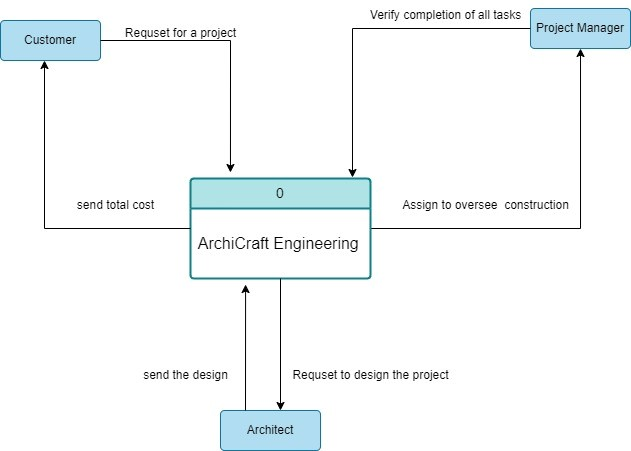 Verify completion of all tasks
Customer
Requset for a project
Project Manager
0
send total cost
Assign to oversee construction
ArchiCraft Engineering
send the design
Requset to design the project
Architect